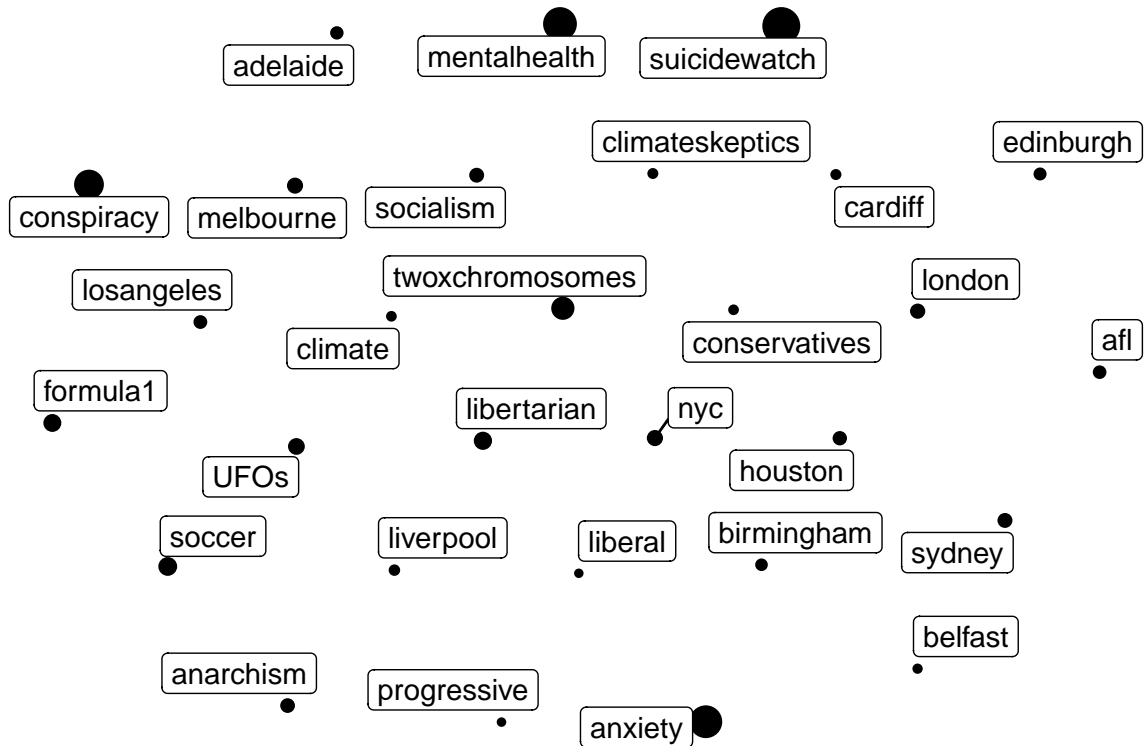 adelaide
mentalhealth
suicidewatch
climateskeptics
edinburgh
conspiracy
melbourne
socialism
cardiff
losangeles
twoxchromosomes
london
climate
conservatives
afl
formula1
libertarian
nyc
UFOs
houston
soccer
liverpool
liberal
birmingham
sydney
belfast
anarchism
progressive
anxiety